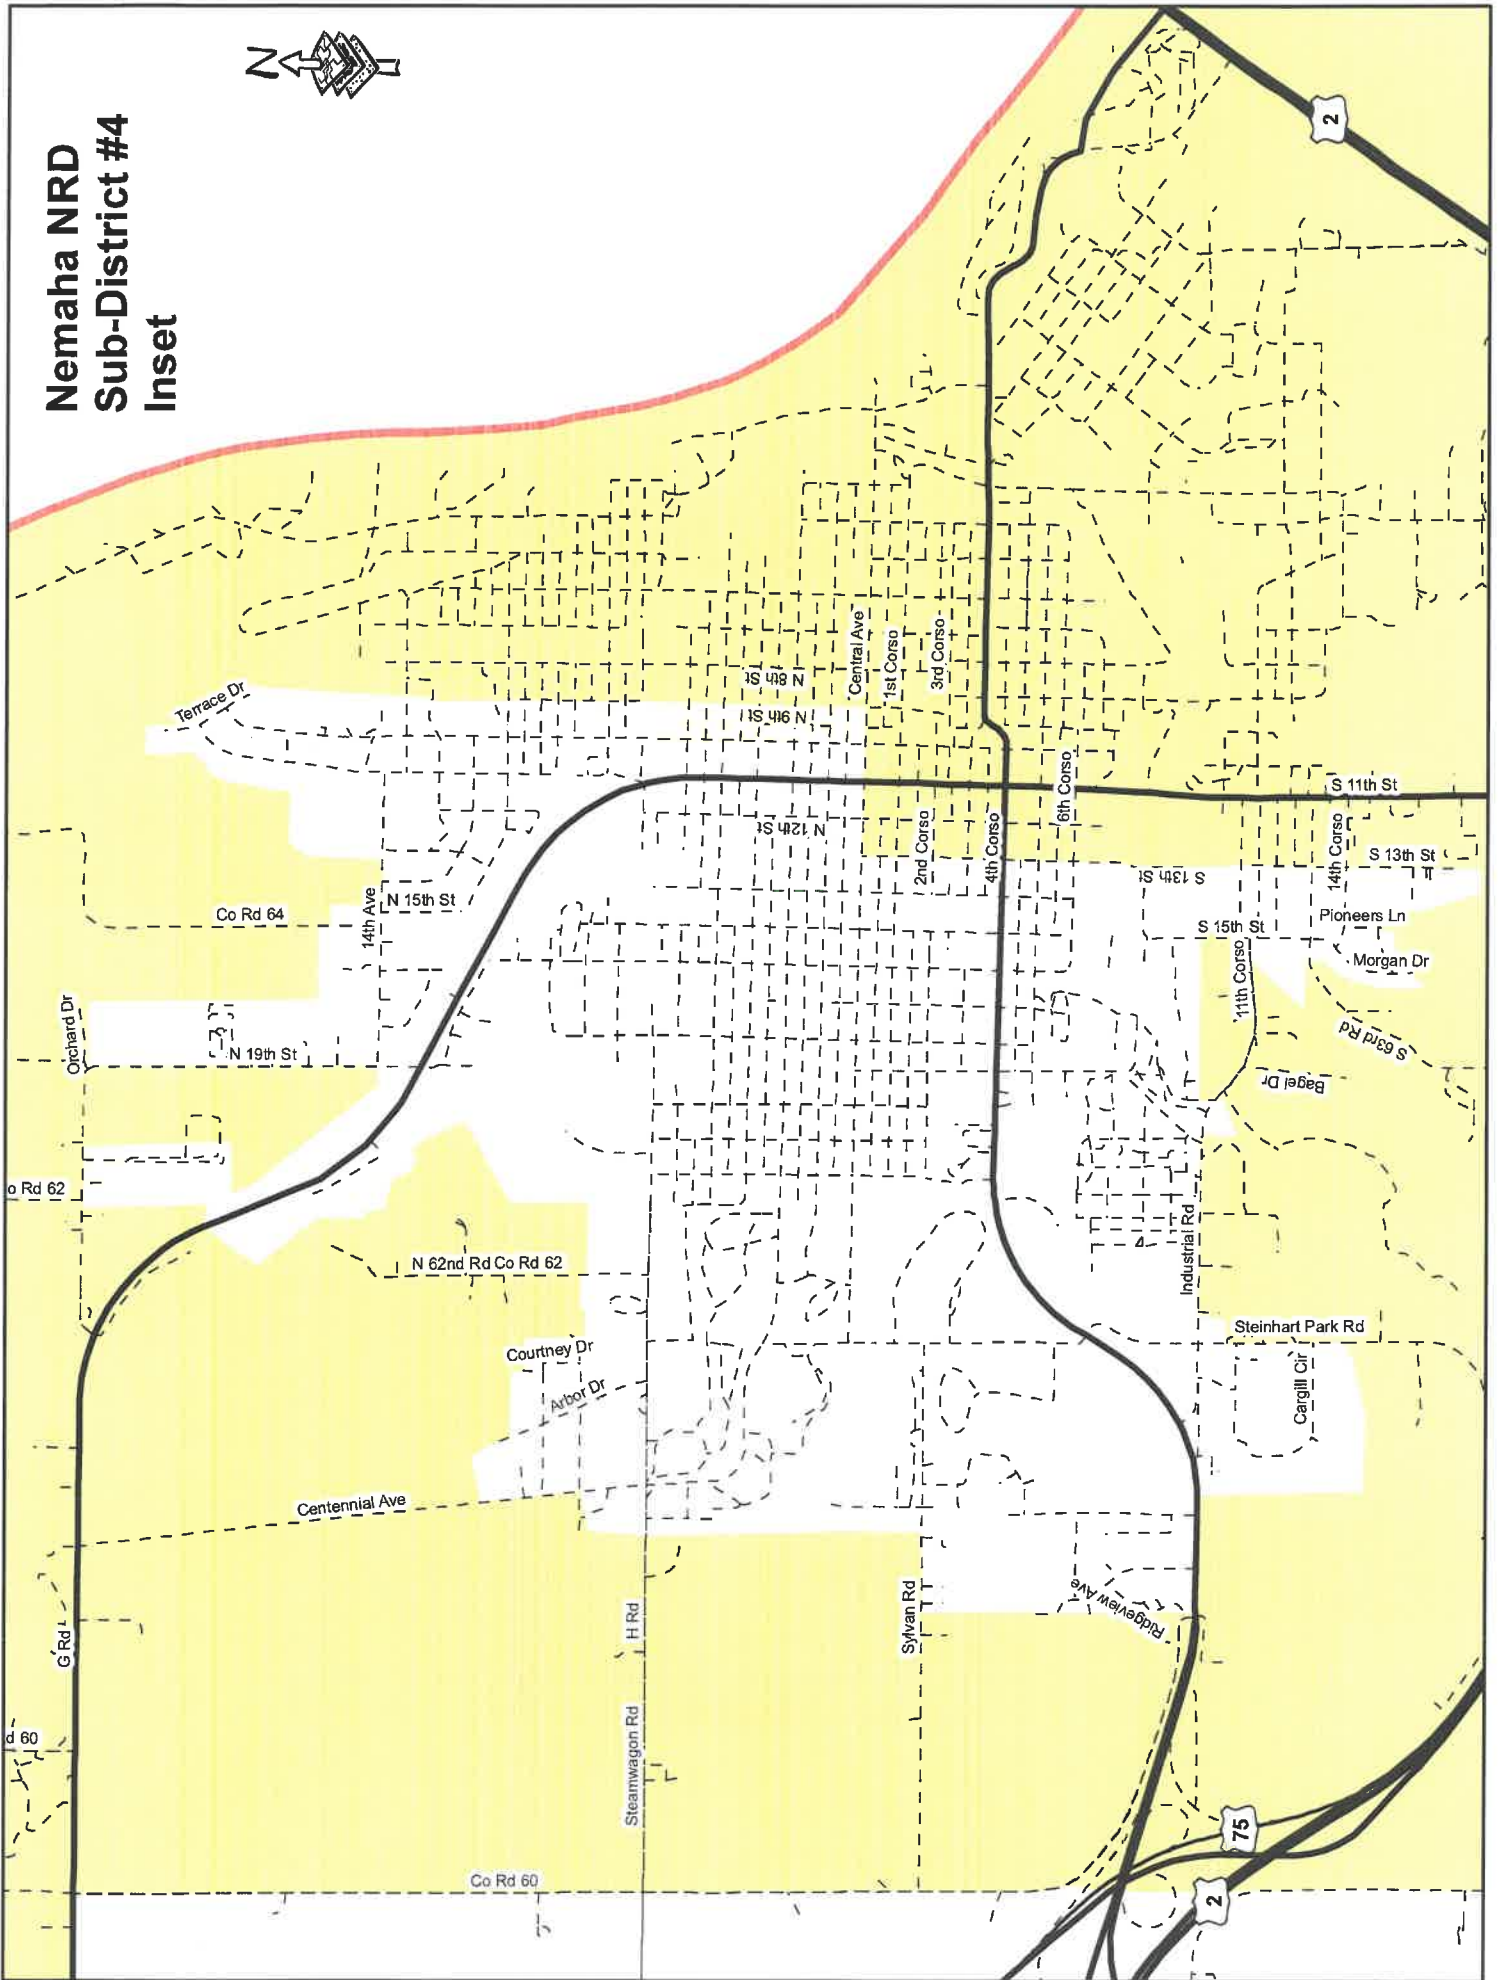 Nemaha NRD
Sub-District #4
Inset
N
2
Terrace Dr
N 8th St
N 9th St
Central Ave
1st Corso
3rd Corso
N 12th St
2nd Corso
4th Corso
6th Corso
S 11th St
14th Corso
S 13th St
S 13th St
Co Rd 64
14th Ave
N 15th St
S 15th St
Pioneers Ln
Morgan Dr
11th Corso
S 63rd Rd
Bagel Dr
Orchard Dr
N 19th St
o Rd 62
N 62nd Rd Co Rd 62
Industrial Rd
Steinhart Park Rd
Cargill Cir
Courtney Dr
Arbor Dr
Centennial Ave
G Rd
H Rd
Sylvan Rd
Ridgeview Ave
d 60
Steamwagon Rd
Co Rd 60
75
2